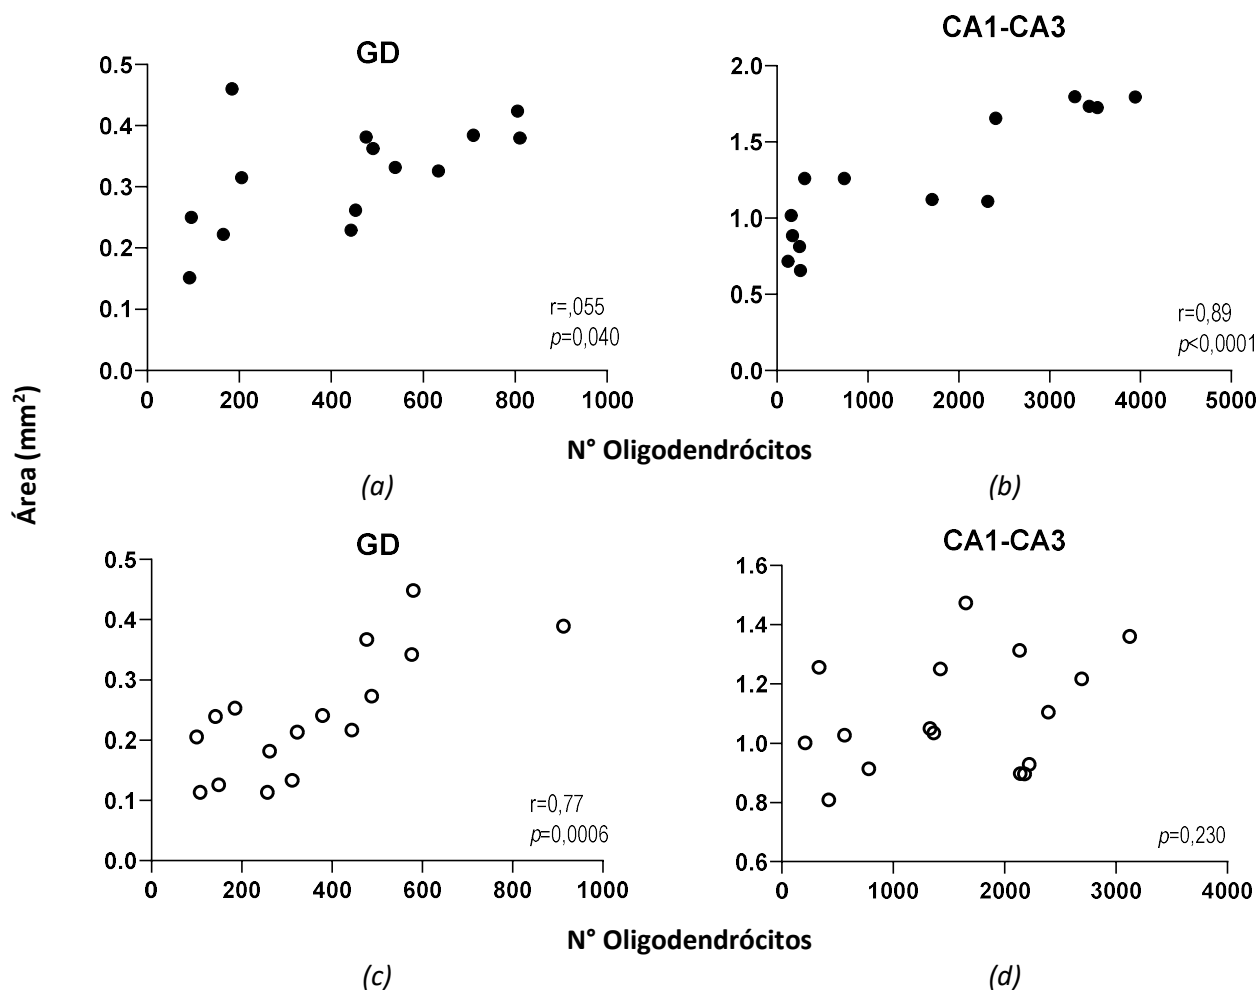 GD
0.5
0.4
0.3
0.2
0.1
0.0
0 200 400 600 800 1000
r=,055
p=0,040
CA1-CA3
2.0
1.5
1.0
0.5
0.0
0 1000 2000 3000 4000 5000
r=0,89
p<0,0001
Área (mm²)
N° Oligodendrócitos
(a)
(b)
GD
0.5
0.4
0.3
0.2
0.1
0.0
0 200 400 600 800 1000
r=0,77
p=0,0006
CA1-CA3
1.6
1.4
1.2
1.0
0.8
0.6
0 1000 2000 3000 4000
p=0,230
N° Oligodendrócitos
(c)
(d)